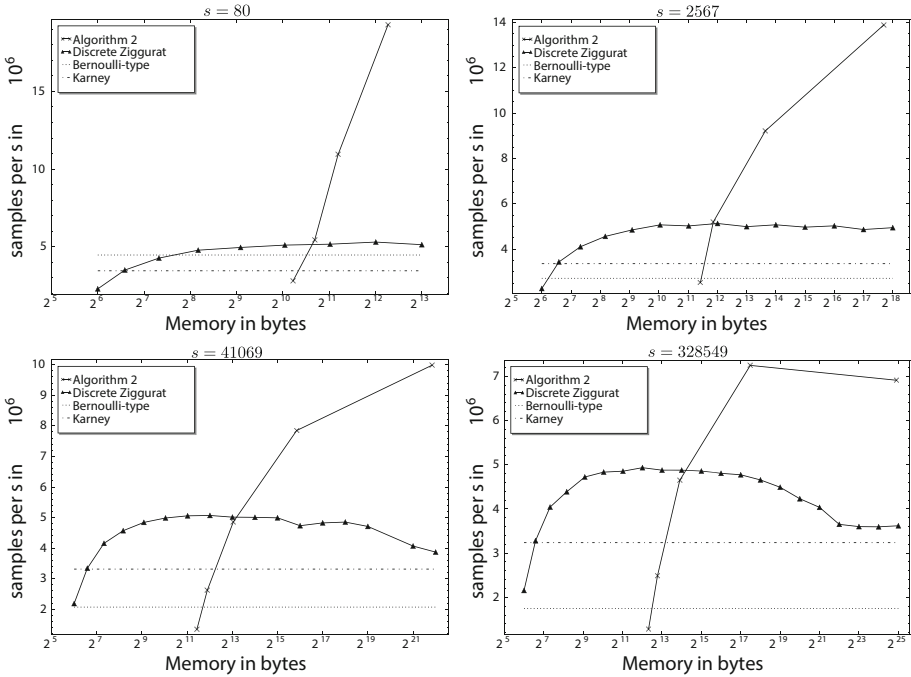 s = 80
samples per s in 10^6
Algorithm 2
Discrete Ziggurat
Bernoulli-type
Karney
15
10
5
2^5 2^6 2^7 2^8 2^9 2^10 2^11 2^12 2^13
Memory in bytes
s = 2567
samples per s in 10^6
Algorithm 2
Discrete Ziggurat
Bernoulli-type
Karney
14
12
10
8
6
4
2^5 2^6 2^7 2^8 2^9 2^10 2^11 2^12 2^13 2^14 2^15 2^16 2^17 2^18
Memory in bytes
s = 41069
samples per s in 10^6
Algorithm 2
Discrete Ziggurat
Bernoulli-type
Karney
10
9
8
7
6
5
4
3
2
2^5 2^7 2^9 2^11 2^13 2^15 2^17 2^19 2^21
Memory in bytes
s = 328549
samples per s in 10^6
Algorithm 2
Discrete Ziggurat
Bernoulli-type
Karney
7
6
5
4
3
2
2^5 2^7 2^9 2^11 2^13 2^15 2^17 2^19 2^21 2^23 2^25
Memory in bytes